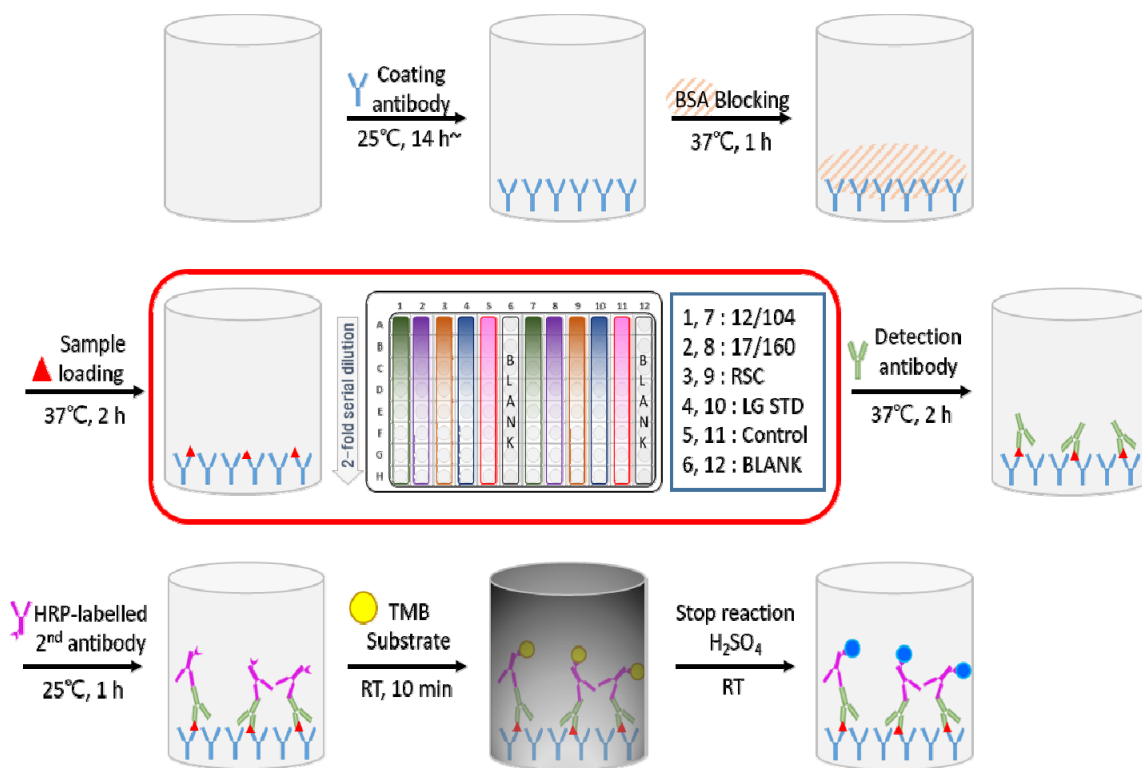 Coating
antibody
25℃, 14 h~
BSA Blocking
37℃, 1 h
Sample
loading
37℃, 2 h
2-fold serial dilution
1 2 3 4 5 6 7 8 9 10 11 12
A
B
C
D
E
F
G
H
BLANK
BLANK
1, 7 : 12/104
2, 8 : 17/160
3, 9 : RSC
4, 10 : LG STD
5, 11 : Control
6, 12 : BLANK
Detection
antibody
37℃, 2 h
HRP-labelled
2nd antibody
25℃, 1 h
TMB
Substrate
RT, 10 min
Stop reaction
H₂SO₄
RT